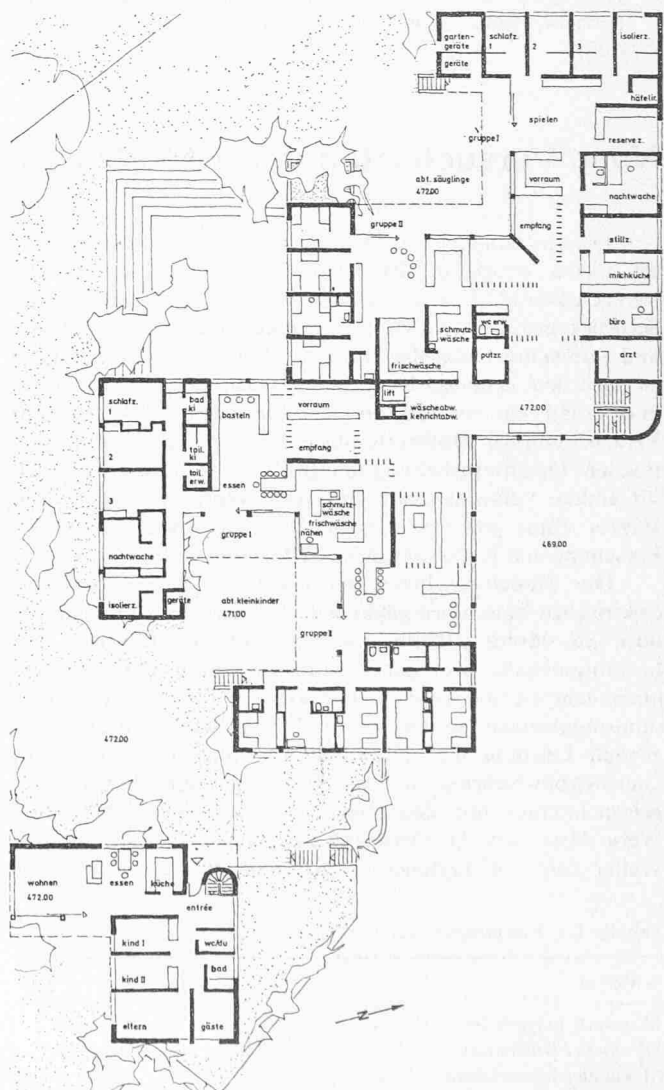 garten-
geräte
schlafz.
1
2
3
isolierz.
geräte
spielen
gruppe I
reserve z.
abt. säuglinge
472.00
vorraum
nachtwache
gruppe II
empfang
stillz.
milchküche
wc erw.
büro
schmutz
wäsche
frischwäsche
putzr.
arzt
lift
wäscheabw.
kehrichtabw.
472.00
schlafz.
1
bad
ki
basteln
vorraum
2
empfang
toil.
erw.
essen
3
schmutz-
wäsche
frischwäsche
nähen
469.00
gruppe I
nachtwache
isolierz.
geräte
abt. kleinkinder
471.00
gruppe II
472.00
wohnen
472.00
essen
küche
entrée
kind I
wc/du
kind II
bad
eltern
gäste